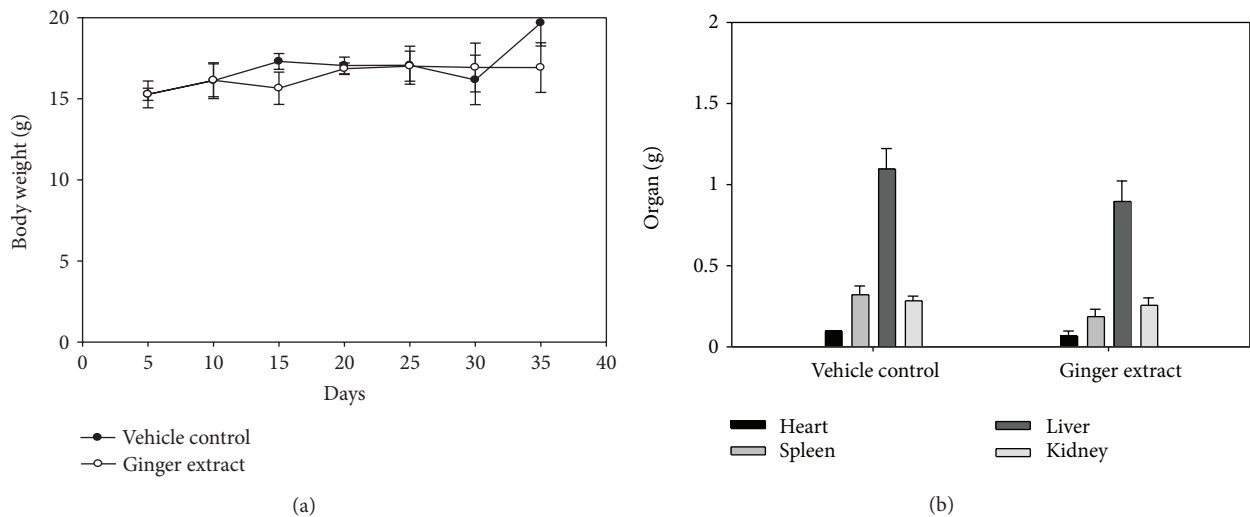 20
15
10
5
0
Body weight (g)
0 5 10 15 20 25 30 35 40
Days
Vehicle control
Ginger extract
(a)
2
1.5
1
0.5
0
Organ (g)
Vehicle control Ginger extract
Heart Liver
Spleen Kidney
(b)